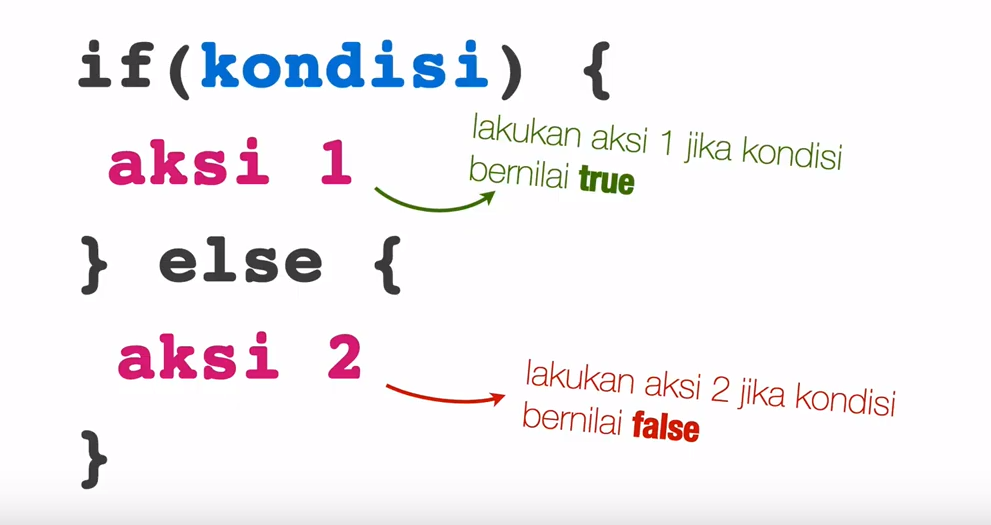 if(kondisi) {
lakukan aksi 1 jika kondisi
aksi 1
bernilai true
} else {
aksi 2
lakukan aksi 2 jika kondisi
bernilai false
}